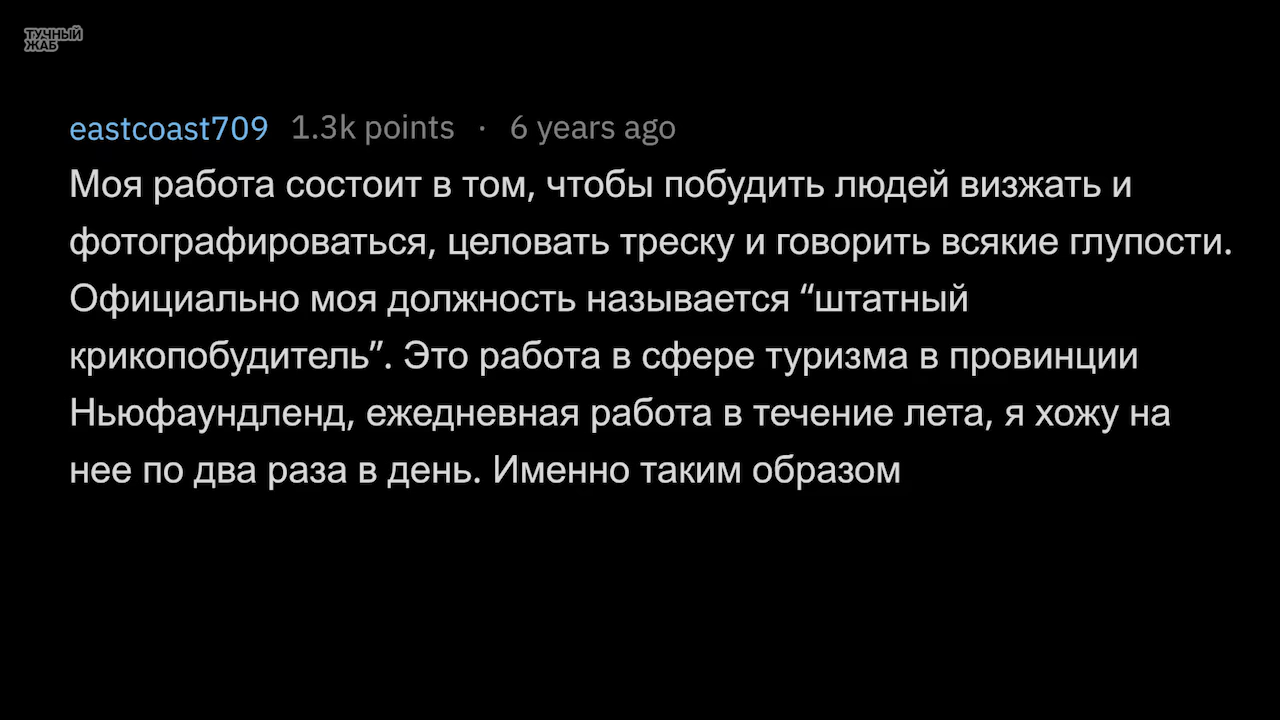 ТУЧНЫЙ
ЖАБ
eastcoast709 1.3k points · 6 years ago
Моя работа состоит в том, чтобы побудить людей визжать и
фотографироваться, целовать треску и говорить всякие глупости.
Официально моя должность называется “штатный
крикопобудитель”. Это работа в сфере туризма в провинции
Ньюфаундленд, ежедневная работа в течение лета, я хожу на
нее по два раза в день. Именно таким образом